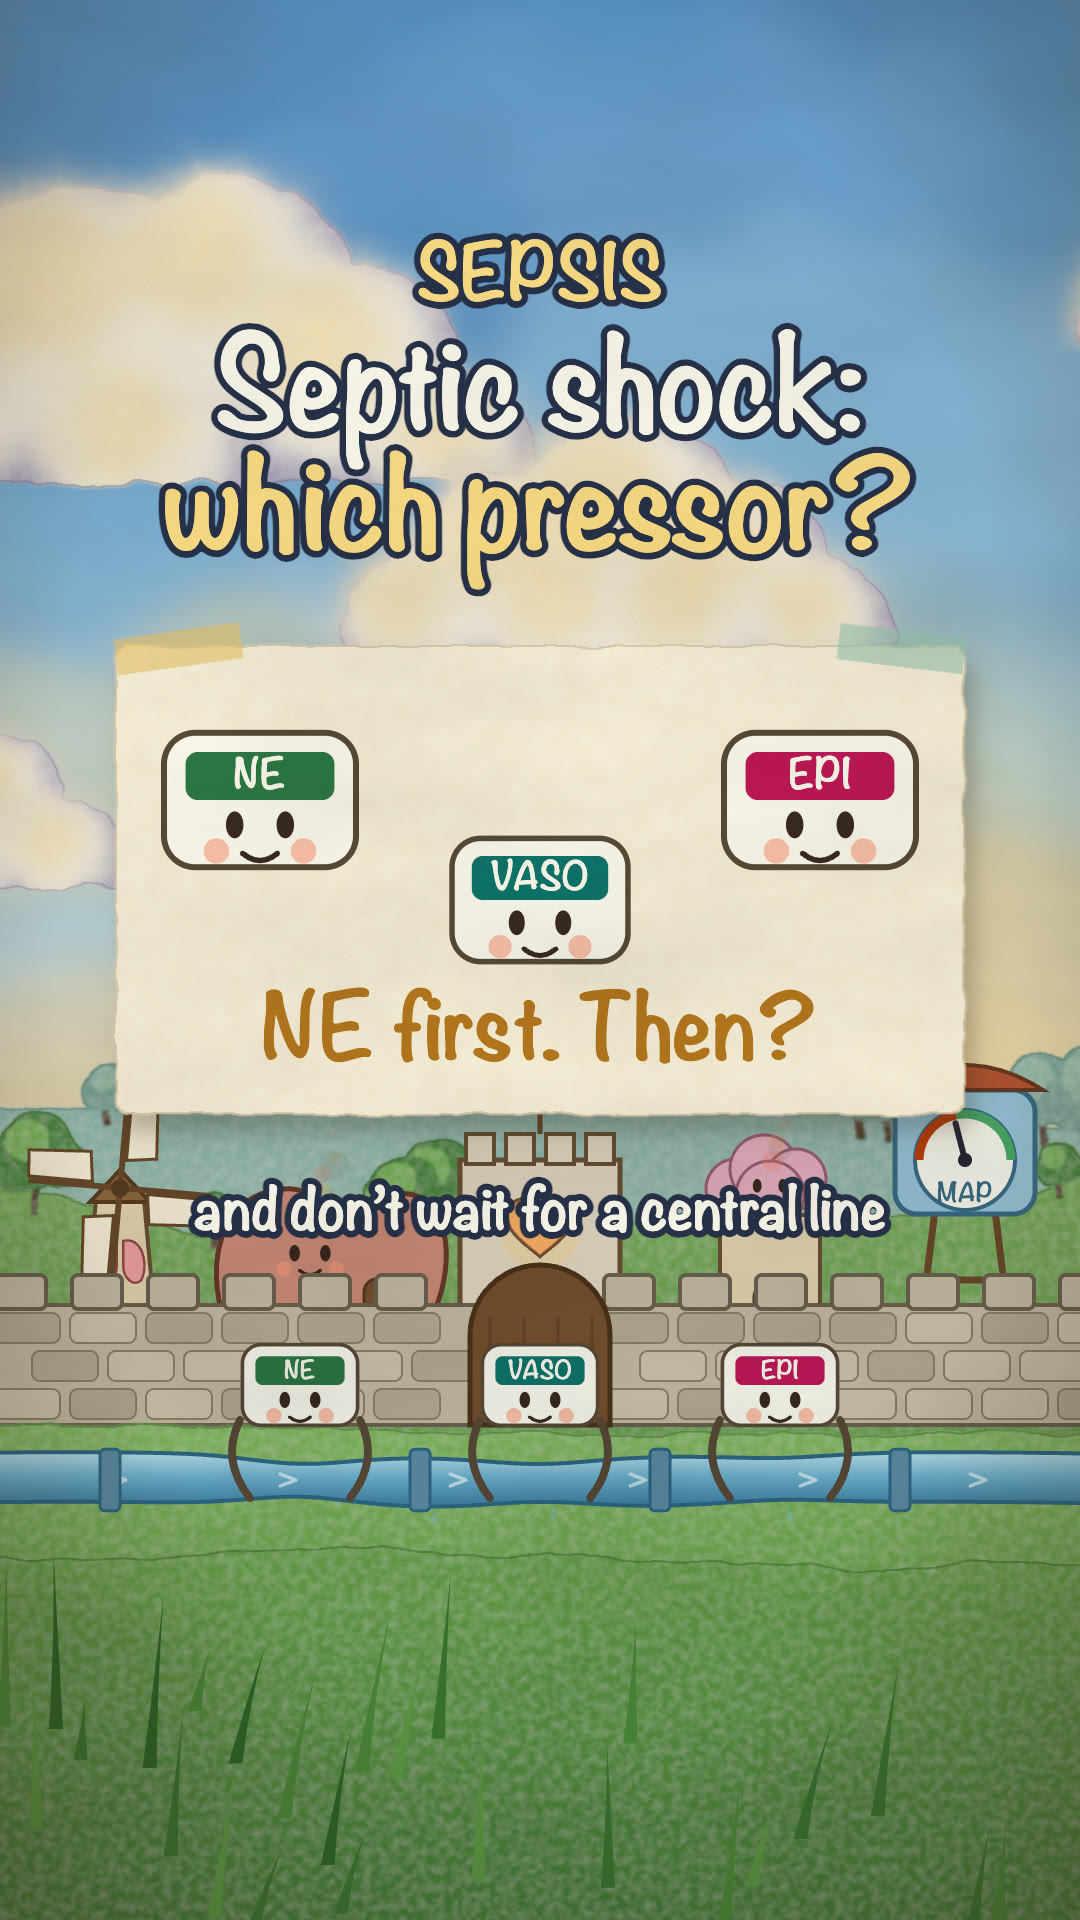 SEPSIS
Septic shock:
which pressor?
NE
EPI
VASO
NE first. Then?
MAP
and don't wait for a central line
NE
VASO
EPI